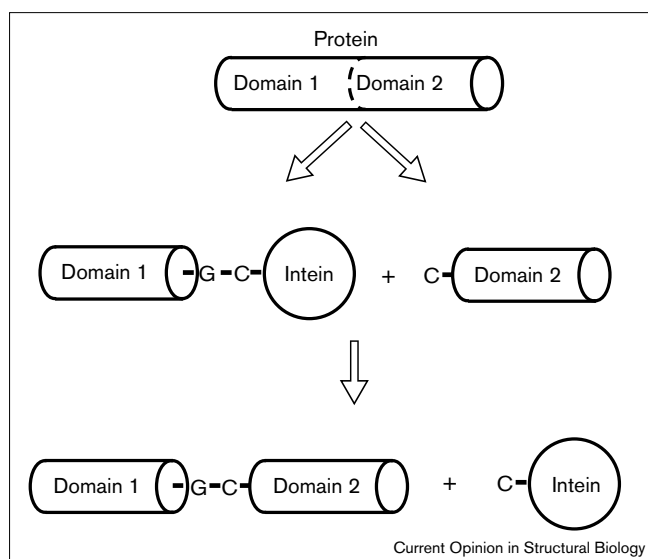 Protein
Domain 1 Domain 2
Domain 1 G C Intein + C Domain 2
Domain 1 G C Domain 2 + C Intein
Current Opinion in Structural Biology